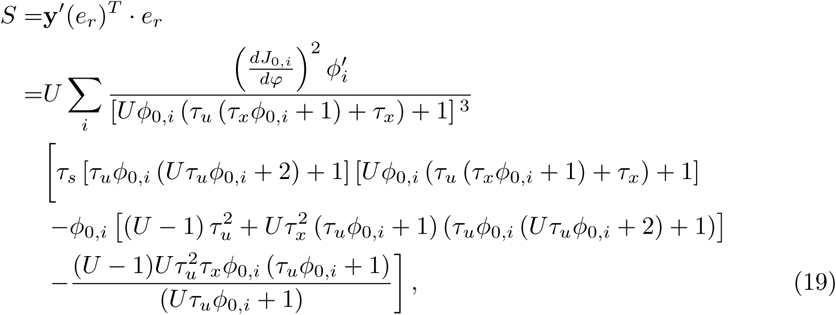 S = \mathbf{y}'(e_r)^T \cdot e_r
= U \sum_i \frac{\left(\frac{dJ_{0,i}}{d\varphi}\right)^2 \phi'_i}{[U\phi_{0,i}(\tau_u(\tau_x\phi_{0,i}+1)+\tau_x)+1]^3}
\Big[ \tau_s[\tau_u\phi_{0,i}(U\tau_u\phi_{0,i}+2)+1][U\phi_{0,i}(\tau_u(\tau_x\phi_{0,i}+1)+\tau_x)+1]
-\phi_{0,i}[(U-1)\tau_u^2+U\tau_x^2(\tau_u\phi_{0,i}+1)(\tau_u\phi_{0,i}(U\tau_u\phi_{0,i}+2)+1)]
-\frac{(U-1)U\tau_u^2\tau_x\phi_{0,i}(\tau_u\phi_{0,i}+1)}{(U\tau_u\phi_{0,i}+1)}\Big], (19)